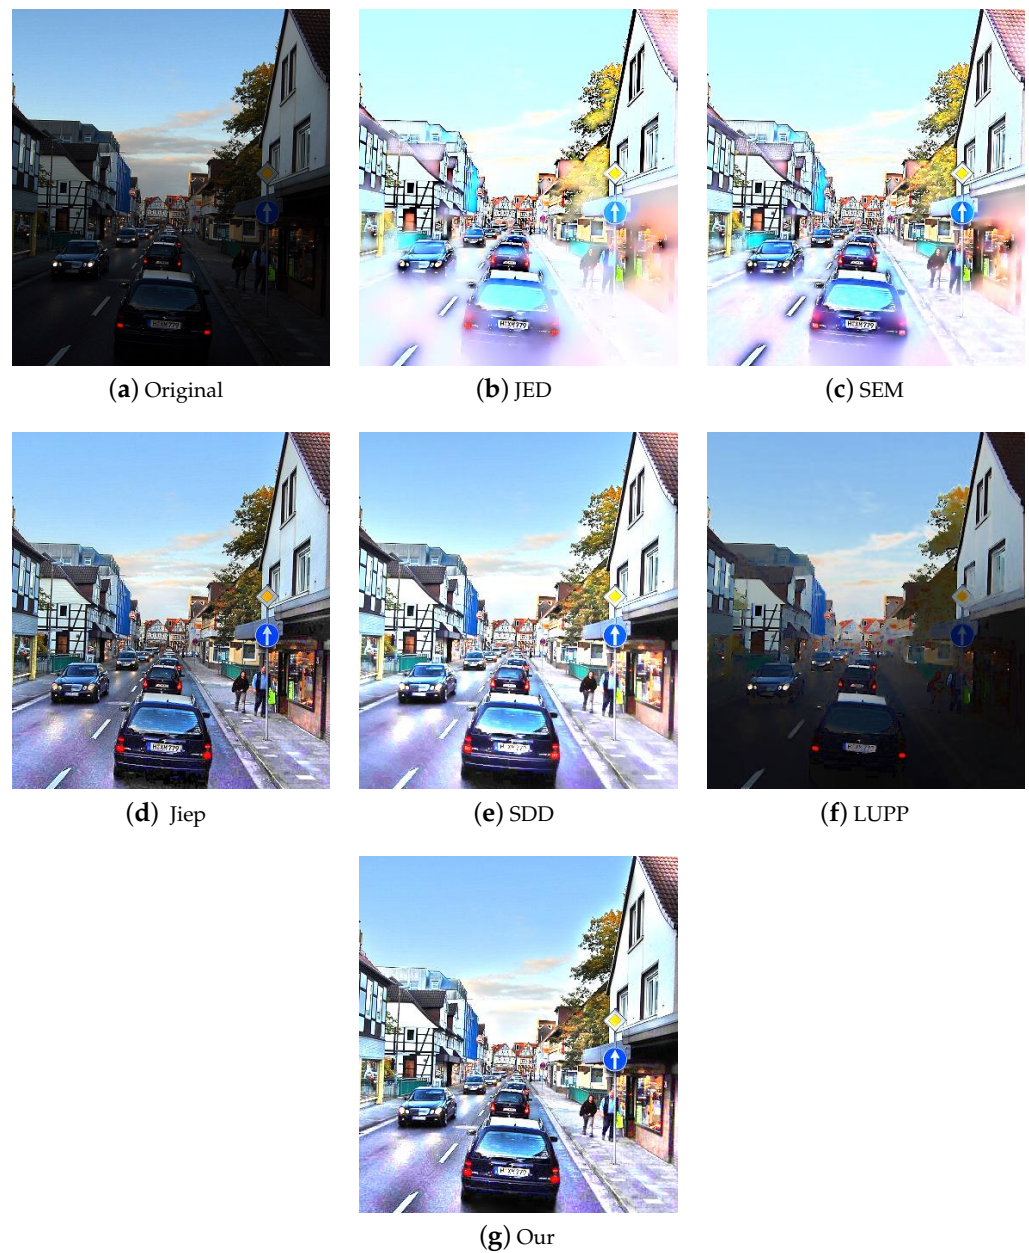 (a) Original
(b) JED
(c) SEM
(d) Jiep
(e) SDD
(f) LUPP
(g) Our